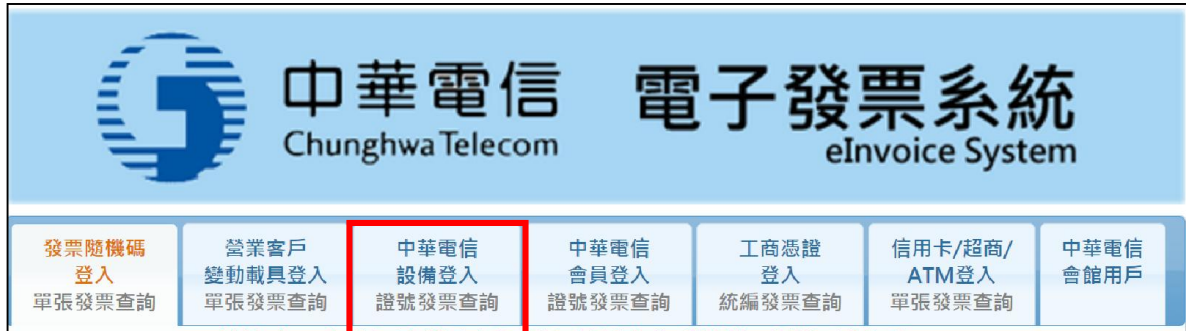 中華電信 電子發票系統
Chunghwa Telecom eInvoice System
發票隨機碼
登入
單張發票查詢
營業客戶
變動載具登入
單張發票查詢
中華電信
設備登入
證號發票查詢
中華電信
會員登入
證號發票查詢
工商憑證
登入
統編發票查詢
信用卡/超商/
ATM登入
單張發票查詢
中華電信
會館用戶